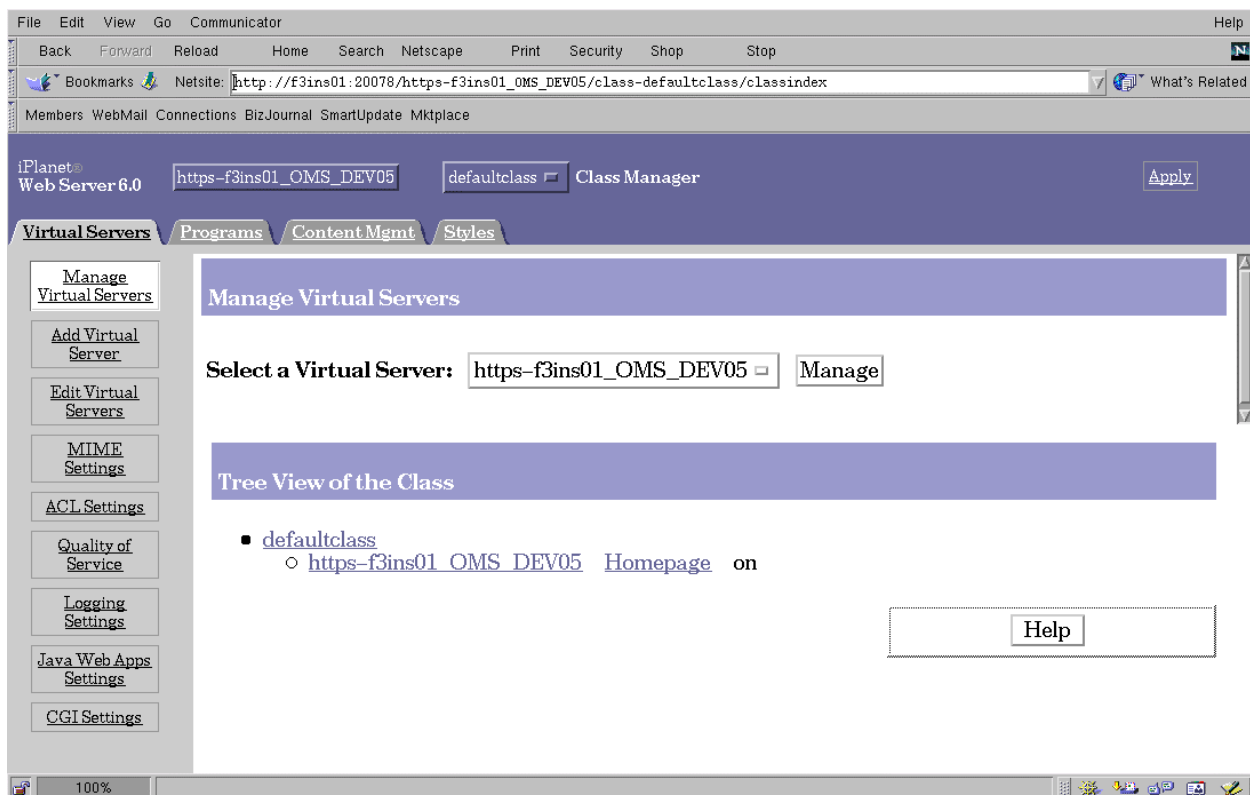 File Edit View Go Communicator Help
Back Forward Reload Home Search Netscape Print Security Shop Stop N
Bookmarks Netsite: http://f3ins01:20078/https-f3ins01_OMS_DEV05/class-defaultclass/classindex What's Related
Members WebMail Connections BizJournal SmartUpdate Mktplace
iPlanet®
Web Server 6.0 https-f3ins01_OMS_DEV05 defaultclass Class Manager Apply
Virtual Servers Programs Content Mgmt Styles
Manage
Virtual Servers
Add Virtual
Server
Edit Virtual
Servers
MIME
Settings
ACL Settings
Quality of
Service
Logging
Settings
Java Web Apps
Settings
CGI Settings
Manage Virtual Servers
Select a Virtual Server: https-f3ins01_OMS_DEV05 Manage
Tree View of the Class
defaultclass
https-f3ins01_OMS_DEV05 Homepage on
Help
100%